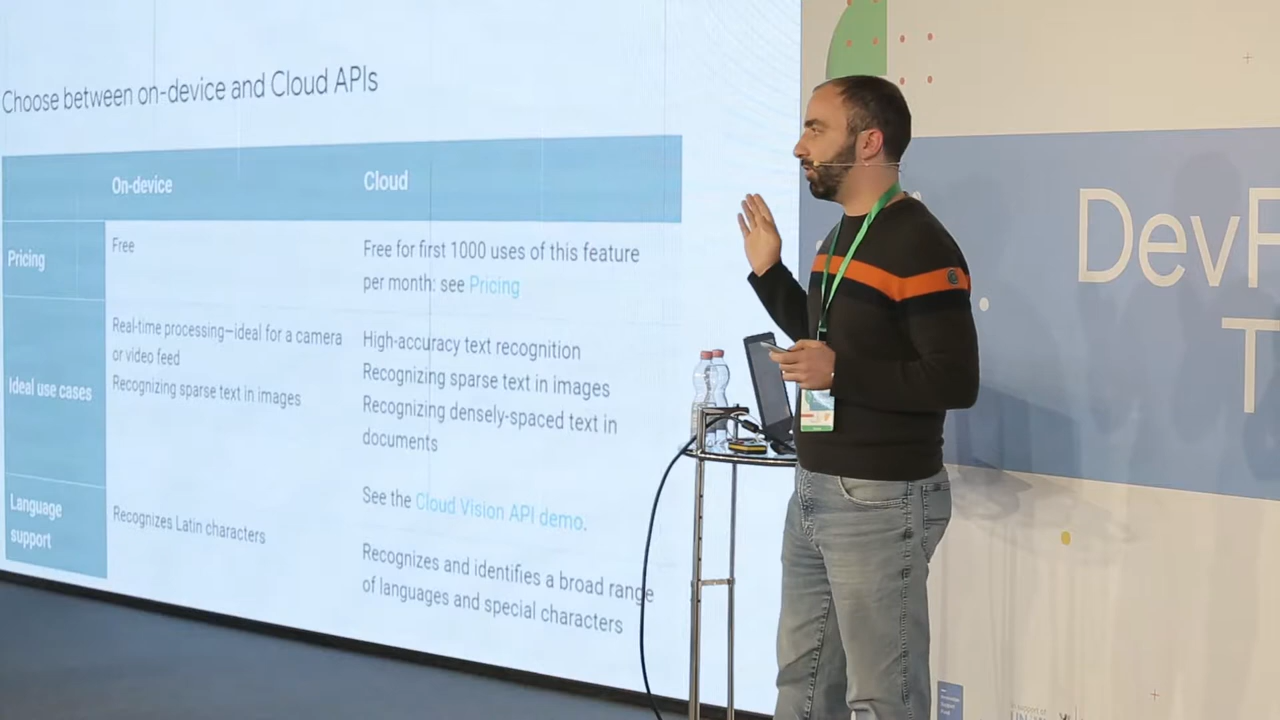 Choose between on-device and Cloud APIs
On-device
Cloud
Pricing
Free
Free for first 1000 uses of this feature
per month: see Pricing
Ideal use cases
Real-time processing—ideal for a camera
or video feed
Recognizing sparse text in images
High-accuracy text recognition
Recognizing sparse text in images
Recognizing densely-spaced text in
documents
See the Cloud Vision API demo.
Language
support
Recognizes Latin characters
Recognizes and identifies a broad range
of languages and special characters
DevF
T